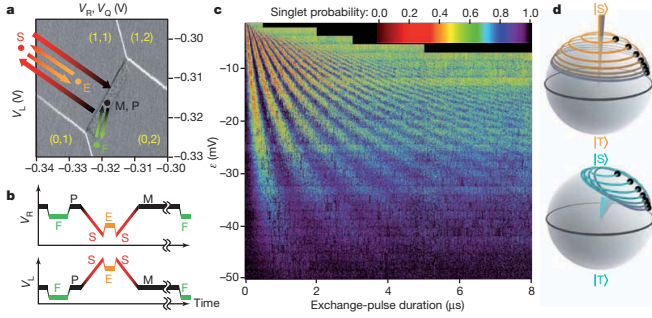 a
V_R, V_Q (V)
(1,1)
(1,2)
S
E
M, P
F
(0,1)
(0,2)
V_L (V)
−0.30
−0.31
−0.32
−0.33
−0.34
−0.33
−0.32
−0.31
b
V_R
F
P
S
E
S
M
F
V_L
F
P
S
E
S
M
F
Time
c
Singlet probability:
0.0
0.2
0.4
0.6
0.8
1.0
ε (mV)
−10
−20
−30
−40
−50
0
2
4
6
8
Exchange-pulse duration (μs)
d
|S⟩
|T⟩
|S⟩
|T⟩